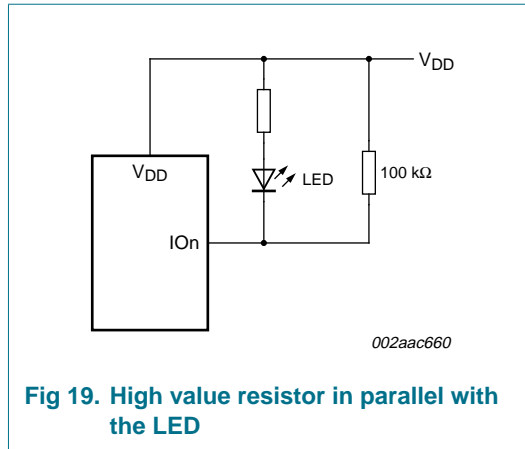 VDD
VDD
LED
100 kΩ
IOn
002aac660
Fig 19. High value resistor in parallel with
the LED